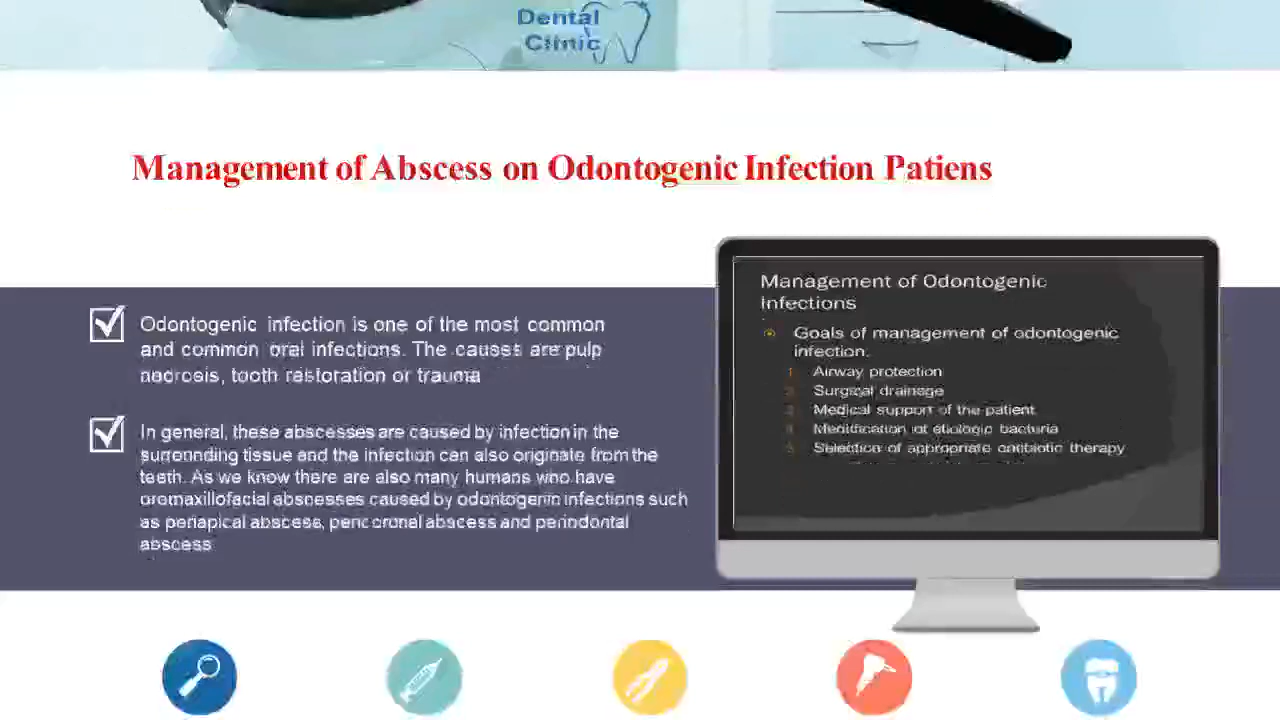 Dental
Clinic
Management of Abscess on Odontogenic Infection Patiens
Odontogenic infection is one of the most common
and common oral infections. The causes are pulp
necrosis, tooth restoration or trauma
In general, these abscesses are caused by infection in the
surrounding tissue and the infection can also originate from the
teeth. As we know there are also many humans who have
oromaxillofacial abscesses caused by odontogenic infections such
as periapical abscess, pericoronal abscess and periodontal
abscess
Management of Odontogenic
Infections
Goals of management of odontogenic
infection.
1. Airway protection
2. Surgical drainage
3. Medical support of the patient
4. Identification of etiologic bacteria
5. Selection of appropriate antibiotic therapy